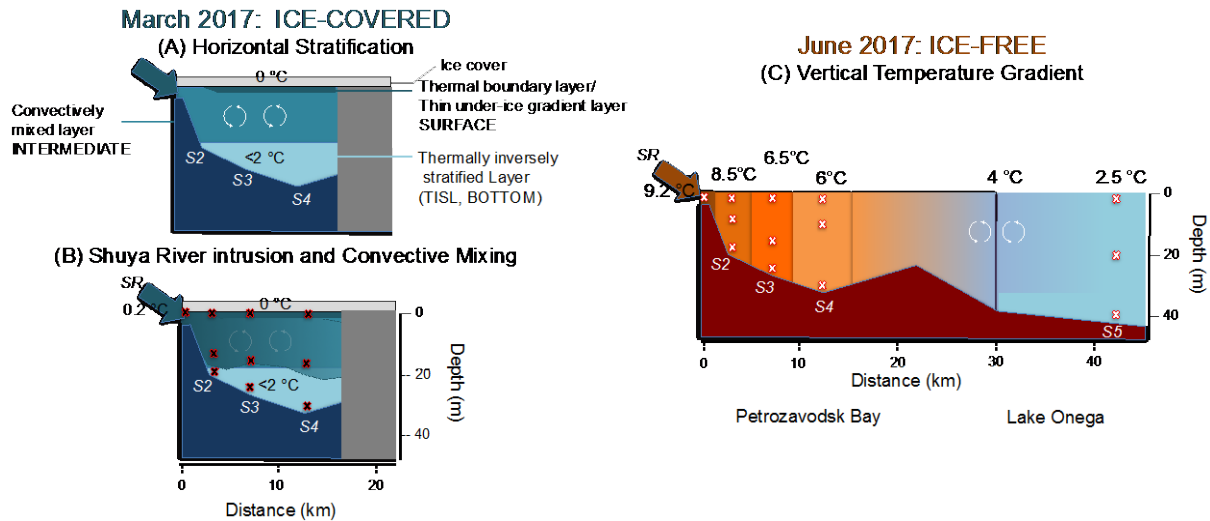 March 2017: ICE-COVERED
(A) Horizontal Stratification
0 °C
Ice cover
Thermal boundary layer/
Thin under-ice gradient layer
SURFACE
Convectively
mixed layer
INTERMEDIATE
S2
<2 °C
S3
S4
Thermally inversely
stratified Layer
(TISL, BOTTOM)
(B) Shuya River intrusion and Convective Mixing
SR
0.2 °C
0 °C
S2
<2 °C
S3
S4
0
20
40
Depth (m)
0
10
20
Distance (km)
June 2017: ICE-FREE
(C) Vertical Temperature Gradient
SR
9.2 °C
8.5°C
6.5°C
6°C
4 °C
2.5 °C
S2
S3
S4
S5
0
20
40
Depth (m)
0
10
20
30
40
Distance (km)
Petrozavodsk Bay
Lake Onega